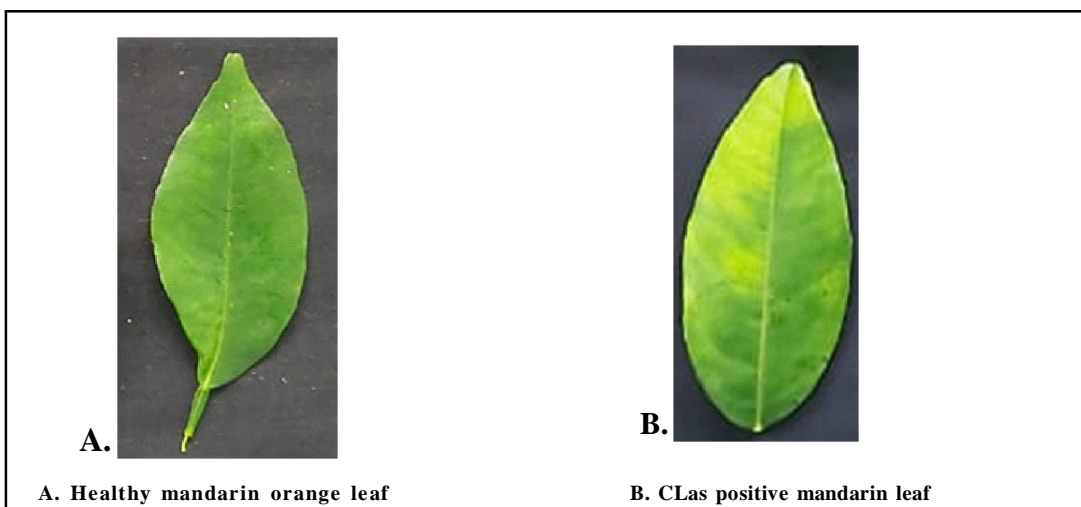 A.
B.
A. Healthy mandarin orange leaf
B. CLas positive mandarin leaf